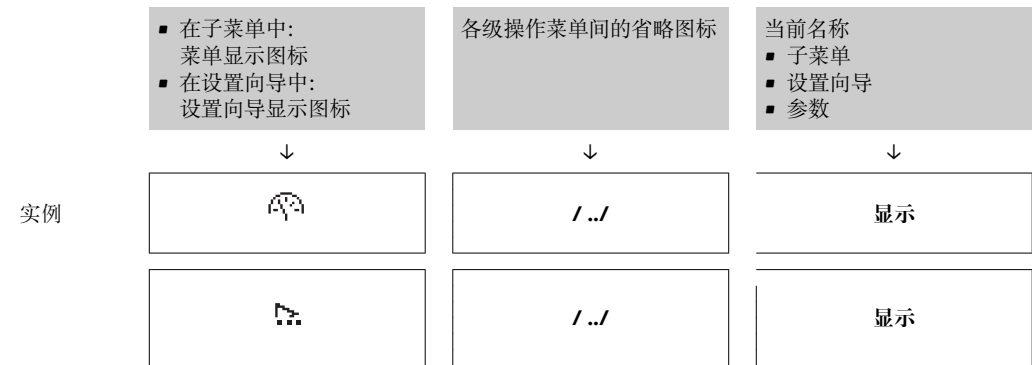 ▪ 在子菜单中:
菜单显示图标
▪ 在设置向导中:
设置向导显示图标
各级操作菜单间的省略图标
当前名称
▪ 子菜单
▪ 设置向导
▪ 参数
↓ ↓ ↓
实例
/ ../
显示
/ ../
显示